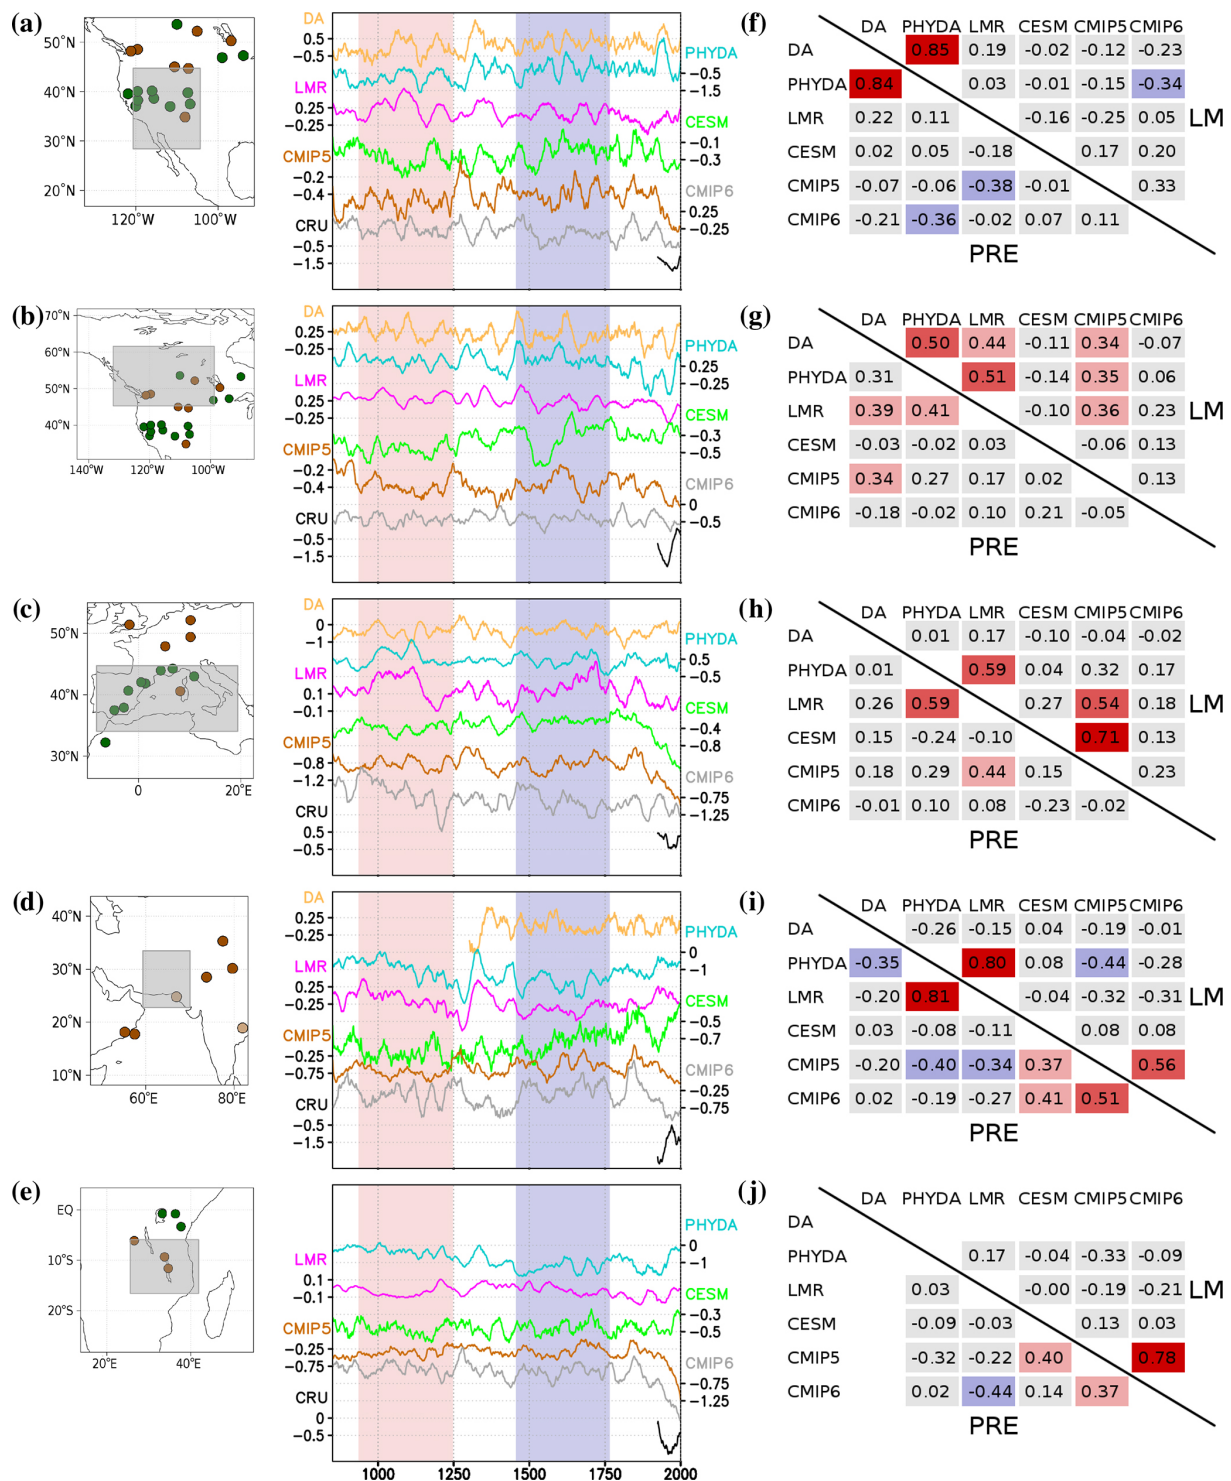 (a)
50°N
40°N
30°N
20°N
120°W 100°W
DA
0.5
−0.5
PHYDA
−0.5
−1.5
LMR
0.25
−0.25
CESM
−0.1
−0.3
CMIP5
−0.2
−0.4
CMIP6
0.25
−0.25
CRU
−0.5
−1.5
(f)
DA PHYDA LMR CESM CMIP5 CMIP6
DA 0.85 0.19 -0.02 -0.12 -0.23
PHYDA 0.84 0.03 -0.01 -0.15 -0.34
LMR 0.22 0.11 -0.16 -0.25 0.05 LM
CESM 0.02 0.05 -0.18 0.17 0.20
CMIP5 -0.07 -0.06 -0.38 -0.01 0.33
CMIP6 -0.21 -0.36 -0.02 0.07 0.11
PRE
(b)
70°N
60°N
50°N
40°N
140°W 120°W 100°W
DA
0.25
−0.25
PHYDA
0.25
−0.25
LMR
0.25
−0.25
CESM
−0.3
−0.5
CMIP5
−0.2
−0.4
CMIP6
0
−0.5
CRU
−0.5
−1.5
(g)
DA PHYDA LMR CESM CMIP5 CMIP6
DA 0.50 0.44 -0.11 0.34 -0.07
PHYDA 0.31 0.51 -0.14 0.35 0.06
LMR 0.39 0.41 -0.10 0.36 0.23 LM
CESM -0.03 -0.02 0.03 -0.06 0.13
CMIP5 0.34 0.27 0.17 0.02 0.13
CMIP6 -0.18 -0.02 0.10 0.21 -0.05
PRE
(c)
50°N
40°N
30°N
0 20°E
DA
0
−1
PHYDA
0.5
−0.5
LMR
0.1
−0.1
CESM
−0.4
−0.8
CMIP5
−0.8
−1.2
CMIP6
−0.75
−1.25
CRU
0.5
−0.5
(h)
DA PHYDA LMR CESM CMIP5 CMIP6
DA 0.01 0.17 -0.10 -0.04 -0.02
PHYDA 0.01 0.59 0.04 0.32 0.17
LMR 0.26 0.59 0.27 0.54 0.18 LM
CESM 0.15 -0.24 -0.10 0.71 0.13
CMIP5 0.18 0.29 0.44 0.15 0.23
CMIP6 -0.01 0.10 0.08 -0.23 -0.02
PRE
(d)
40°N
30°N
20°N
10°N
60°E 80°E
DA
0.25
−0.25
PHYDA
0
−1
LMR
0.25
−0.25
CESM
−0.5
−0.7
CMIP5
−0.25
−0.75
CMIP6
−0.25
−0.75
CRU
−0.5
−1.5
(i)
DA PHYDA LMR CESM CMIP5 CMIP6
DA -0.26 -0.15 0.04 -0.19 -0.01
PHYDA -0.35 0.80 0.08 -0.44 -0.28
LMR -0.20 0.81 -0.04 -0.32 -0.31 LM
CESM 0.03 -0.08 -0.11 0.08 0.08
CMIP5 -0.20 -0.40 -0.34 0.37 0.56
CMIP6 0.02 -0.19 -0.27 0.41 0.51
PRE
(e)
EQ
10°S
20°S
20°E 40°E
PHYDA
0
−1
LMR
0.1
−0.1
CESM
−0.3
−0.5
CMIP5
−0.25
−0.75
CMIP6
−0.75
−1.25
CRU
0
−0.5
1000 1250 1500 1750 2000
(j)
DA PHYDA LMR CESM CMIP5 CMIP6
DA
PHYDA 0.17 -0.04 -0.33 -0.09
LMR 0.03 -0.00 -0.19 -0.21 LM
CESM -0.09 -0.03 0.13 0.03
CMIP5 -0.32 -0.22 0.40 0.78
CMIP6 0.02 -0.44 0.14 0.37
PRE